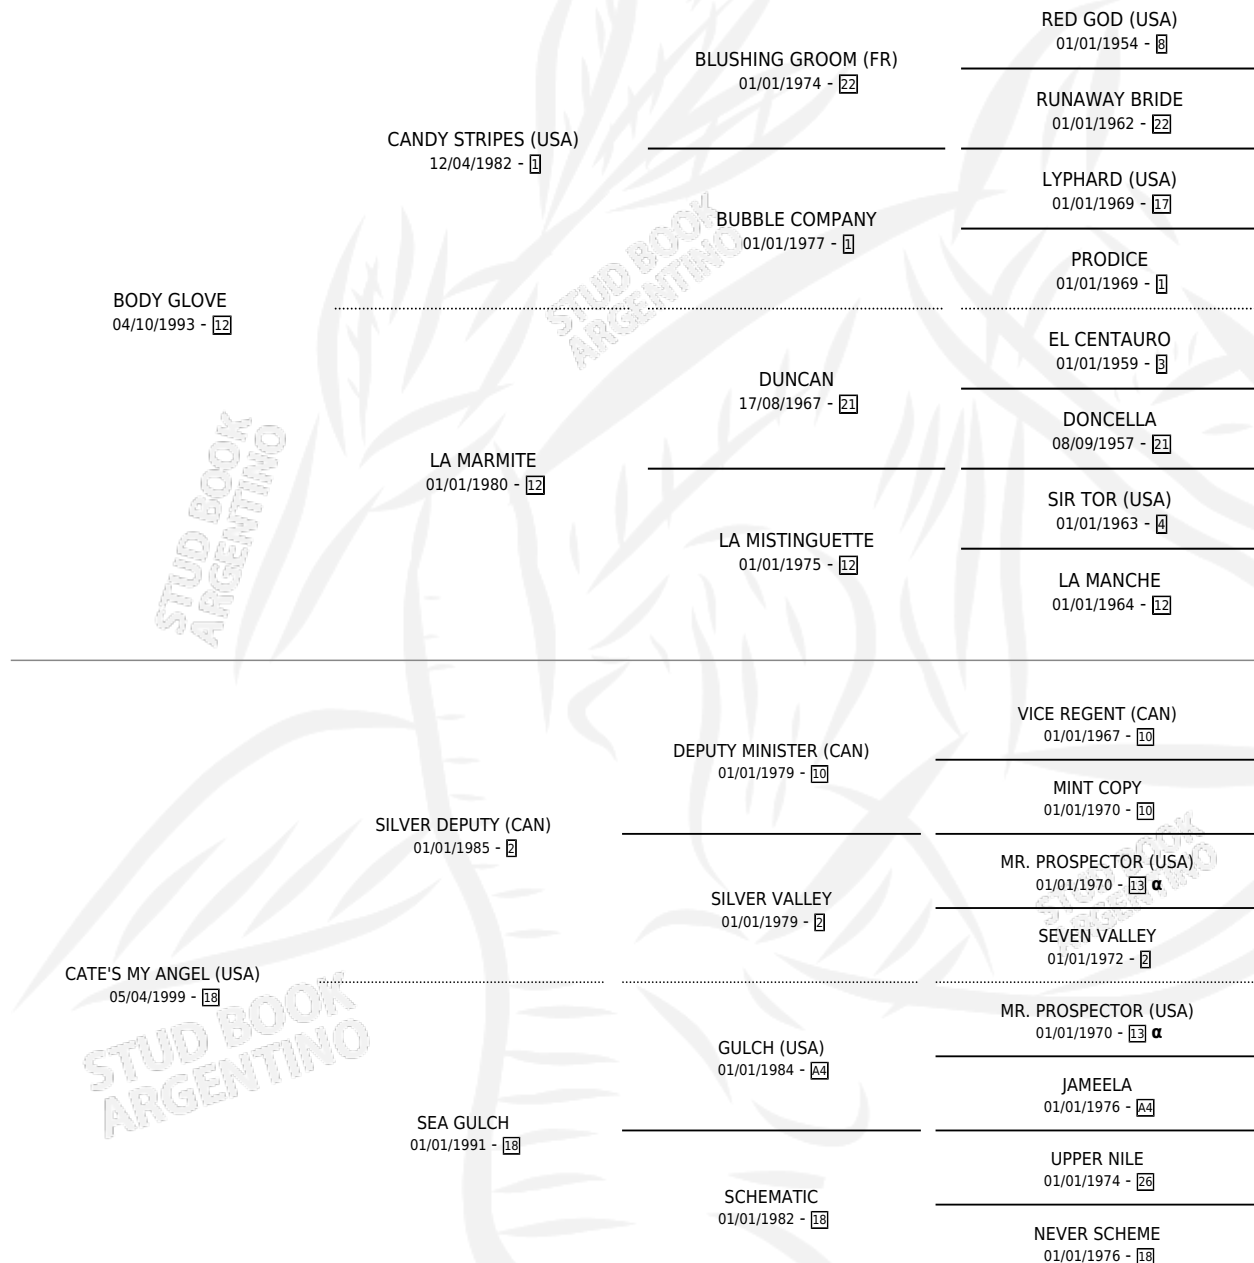 RED GOD (USA)
01/01/1954 - 8
BLUSHING GROOM (FR)
01/01/1974 - 22
RUNAWAY BRIDE
01/01/1962 - 22
CANDY STRIPES (USA)
12/04/1982 - 1
LYPHARD (USA)
01/01/1969 - 17
BUBBLE COMPANY
01/01/1977 - 1
PRODICE
01/01/1969 - 1
BODY GLOVE
04/10/1993 - 12
EL CENTAURO
01/01/1959 - 3
DUNCAN
17/08/1967 - 21
DONCELLA
08/09/1957 - 21
LA MARMITE
01/01/1980 - 12
SIR TOR (USA)
01/01/1963 - 4
LA MISTINGUETTE
01/01/1975 - 12
LA MANCHE
01/01/1964 - 12
VICE REGENT (CAN)
01/01/1967 - 10
DEPUTY MINISTER (CAN)
01/01/1979 - 10
MINT COPY
01/01/1970 - 10
SILVER DEPUTY (CAN)
01/01/1985 - 2
MR. PROSPECTOR (USA)
01/01/1970 - 13 α
SILVER VALLEY
01/01/1979 - 2
SEVEN VALLEY
01/01/1972 - 2
CATE'S MY ANGEL (USA)
05/04/1999 - 18
MR. PROSPECTOR (USA)
01/01/1970 - 13 α
GULCH (USA)
01/01/1984 - A4
JAMEELA
01/01/1976 - A4
SEA GULCH
01/01/1991 - 18
UPPER NILE
01/01/1974 - 26
SCHEMATIC
01/01/1982 - 18
NEVER SCHEME
01/01/1976 - 18
STUD BOOK
ARGENTINO
STUD BOOK
ARGENTINO
STUD BOOK
ARGENTINO
STUD BOOK
ARGENTINO